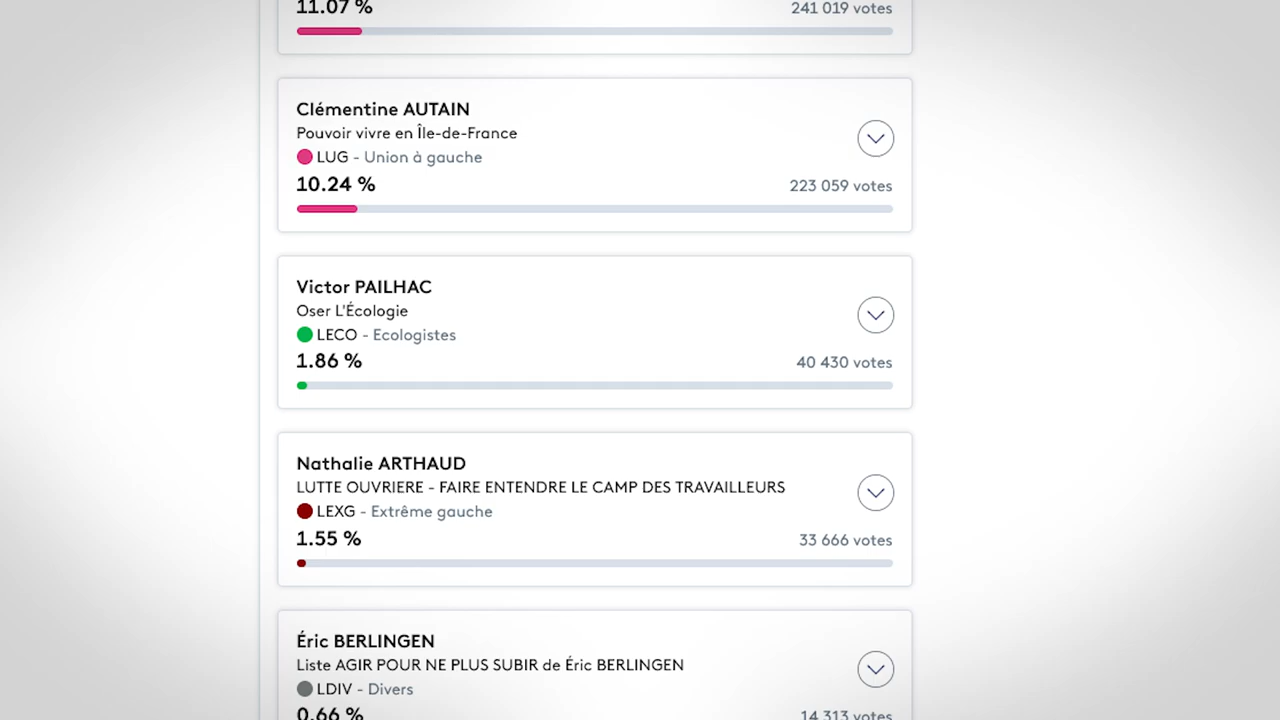 11.07 %
241 019 votes
Clémentine AUTAIN
Pouvoir vivre en Île-de-France
LUG - Union à gauche
10.24 %
223 059 votes
Victor PAILHAC
Oser L'Écologie
LECO - Ecologistes
1.86 %
40 430 votes
Nathalie ARTHAUD
LUTTE OUVRIERE - FAIRE ENTENDRE LE CAMP DES TRAVAILLEURS
LEXG - Extrême gauche
1.55 %
33 666 votes
Éric BERLINGEN
Liste AGIR POUR NE PLUS SUBIR de Éric BERLINGEN
LDIV - Divers
0.66 %
14 313 votes